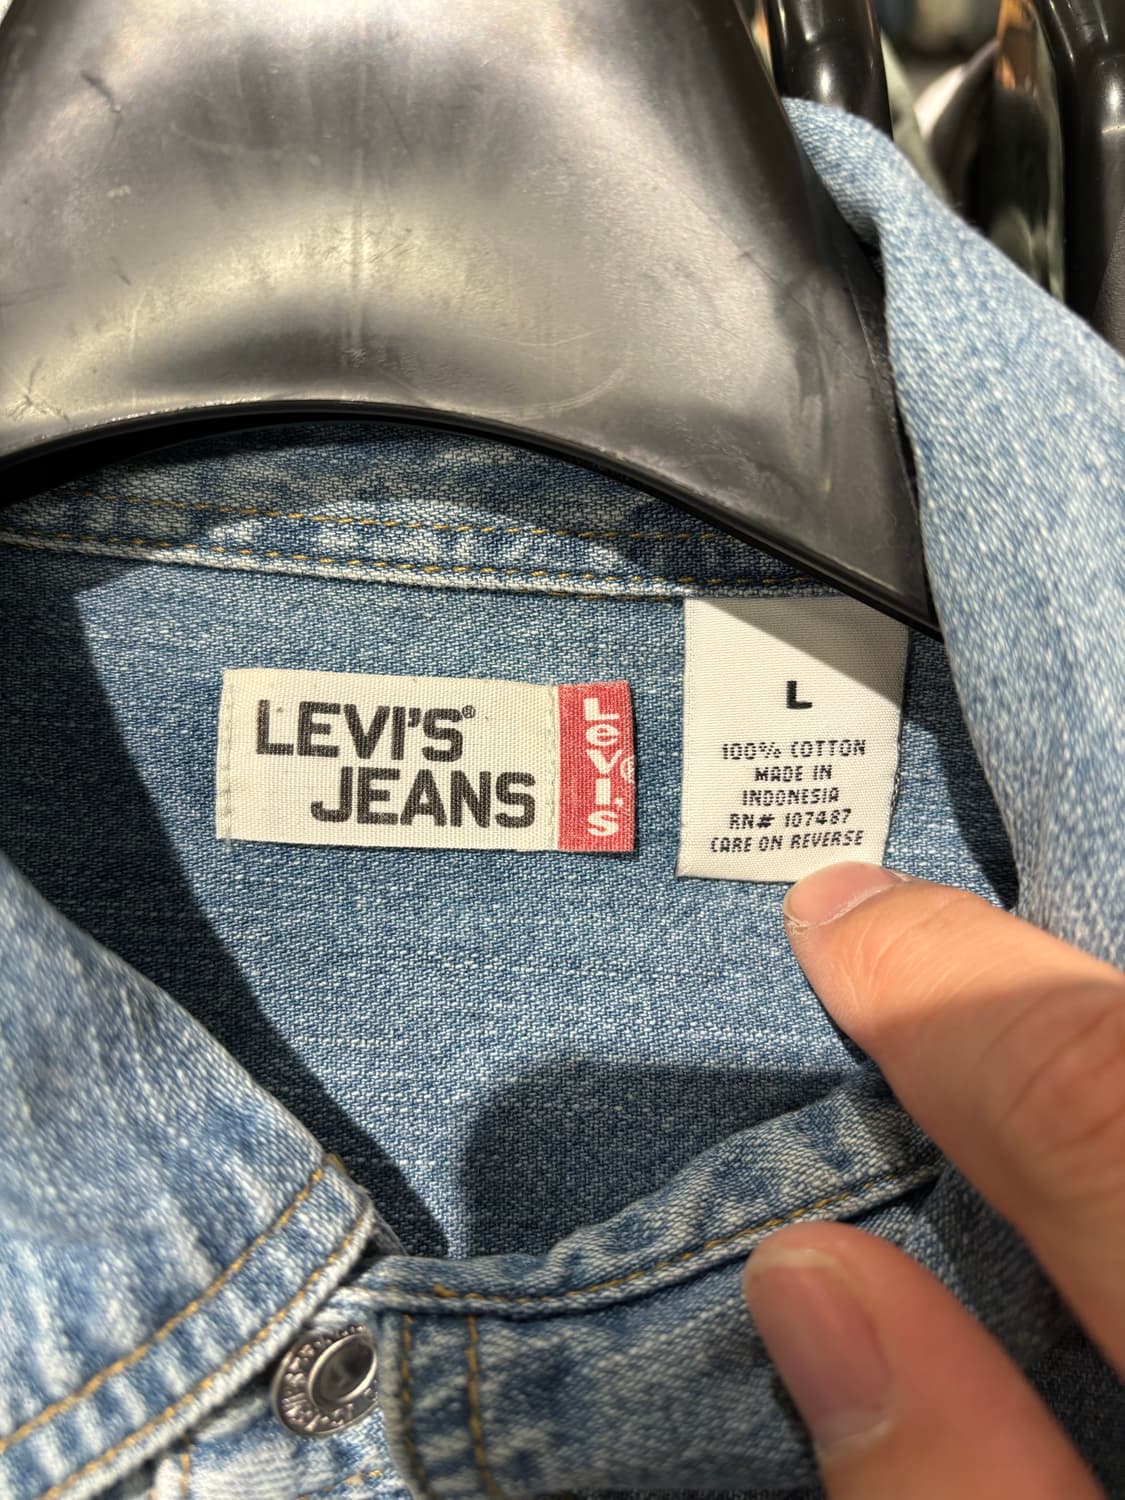 LEVI'S®
JEANS
Levi's®
L
100% COTTON
MADE IN
INDONESIA
RN# 107487
CARE ON REVERSE